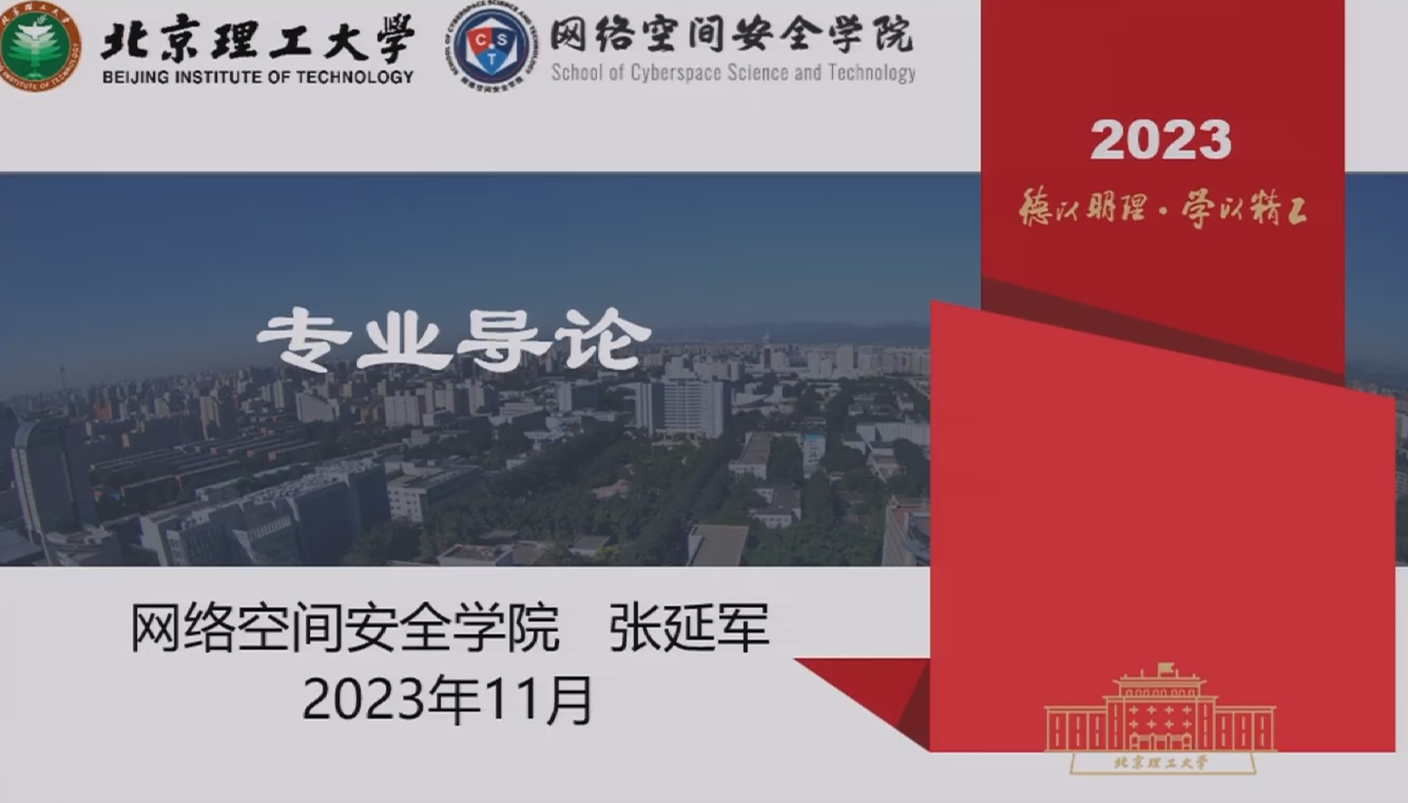 北京理工大学
BEIJING INSTITUTE OF TECHNOLOGY
网络空间安全学院
School of Cyberspace Science and Technology
2023
德以明理·学以精工
专业导论
网络空间安全学院 张延军
2023年11月
北京理工大学